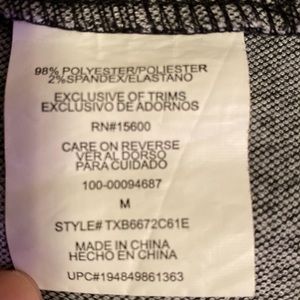 98% POLYESTER/POLIESTER
2%SPANDEX/ELASTANO
EXCLUSIVE OF TRIMS
EXCLUSIVO DE ADORNOS
RN#15600
CARE ON REVERSE
VER AL DORSO
PARA CUIDADO
100-00094687
M
STYLE# TXB6672C61E
MADE IN CHINA
HECHO EN CHINA
UPC#194849861363